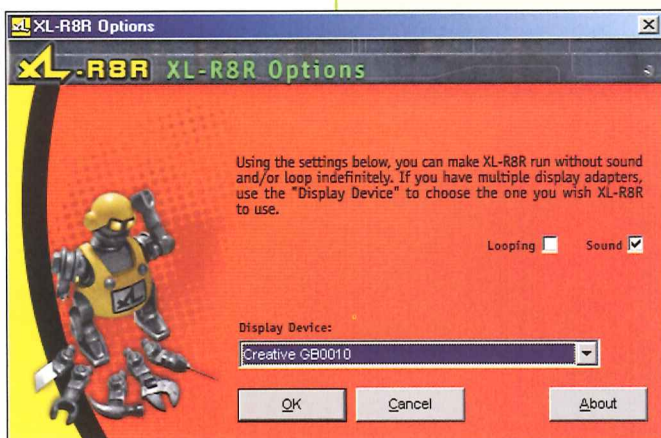 XL-R8R Options
XL-R8R XL-R8R Options
Using the settings below, you can make XL-R8R run without sound
and/or loop indefinitely. If you have multiple display adapters,
use the "Display Device" to choose the one you wish XL-R8R
to use.
Looping Sound
Display Device:
Creative GB0010
OK Cancel About
XL